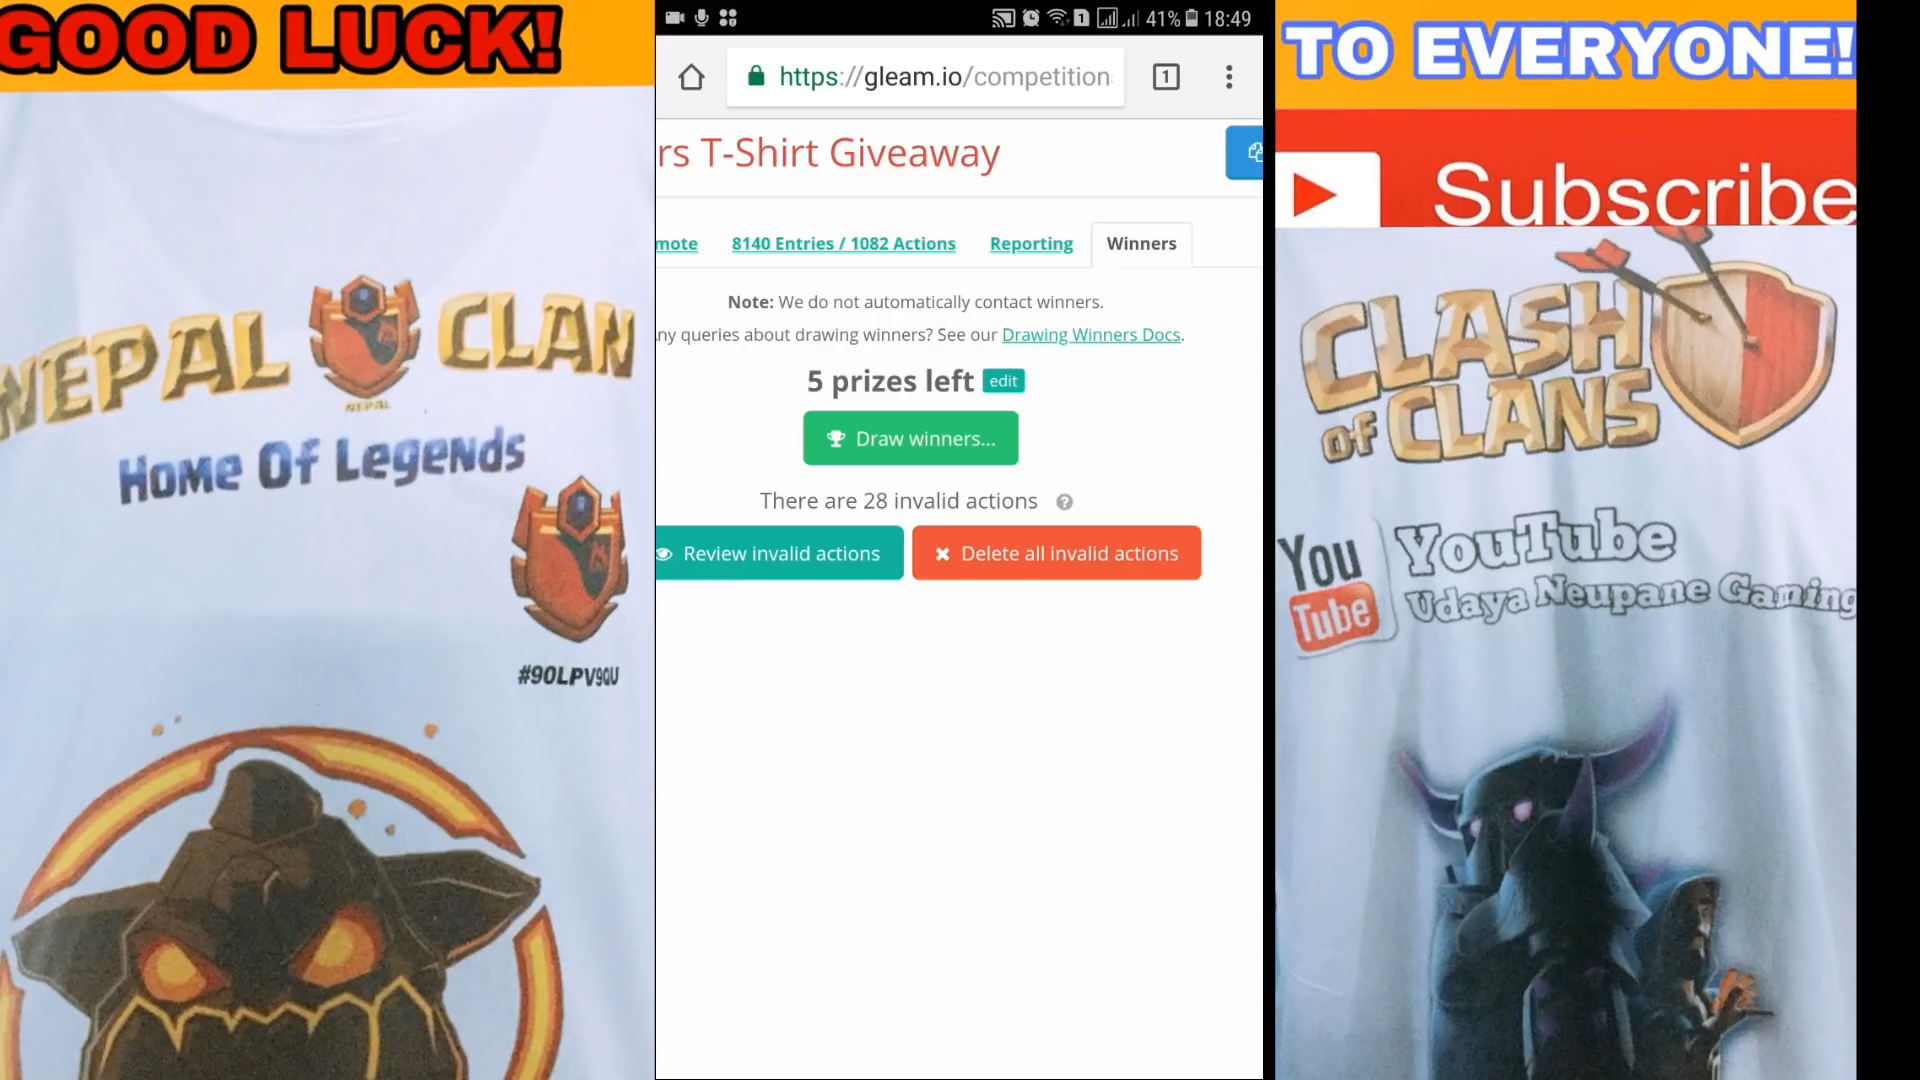 GOOD LUCK!
NEPAL CLAN
NEPAL
Home Of Legends
#90LPV9QU
41% 18:49
https://gleam.io/competition
1
rs T-Shirt Giveaway
mote 8140 Entries / 1082 Actions Reporting Winners
Note: We do not automatically contact winners.
ny queries about drawing winners? See our Drawing Winners Docs.
5 prizes left edit
Draw winners...
There are 28 invalid actions ?
Review invalid actions Delete all invalid actions
TO EVERYONE!
Subscribe
CLASH
OF CLANS
You Tube YouTube
Udaya Neupane Gaming